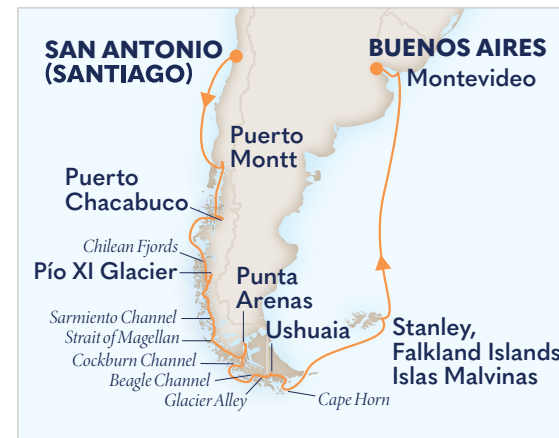 SAN ANTONIO
(SANTIAGO)
BUENOS AIRES
Montevideo
Puerto
Montt
Puerto
Chacabuco
Chilean Fjords
Pío XI Glacier
Punta
Arenas
Sarmiento Channel
Strait of Magellan
Ushuaia
Stanley,
Falkland Islands
Islas Malvinas
Cockburn Channel
Beagle Channel
Glacier Alley
Cape Horn